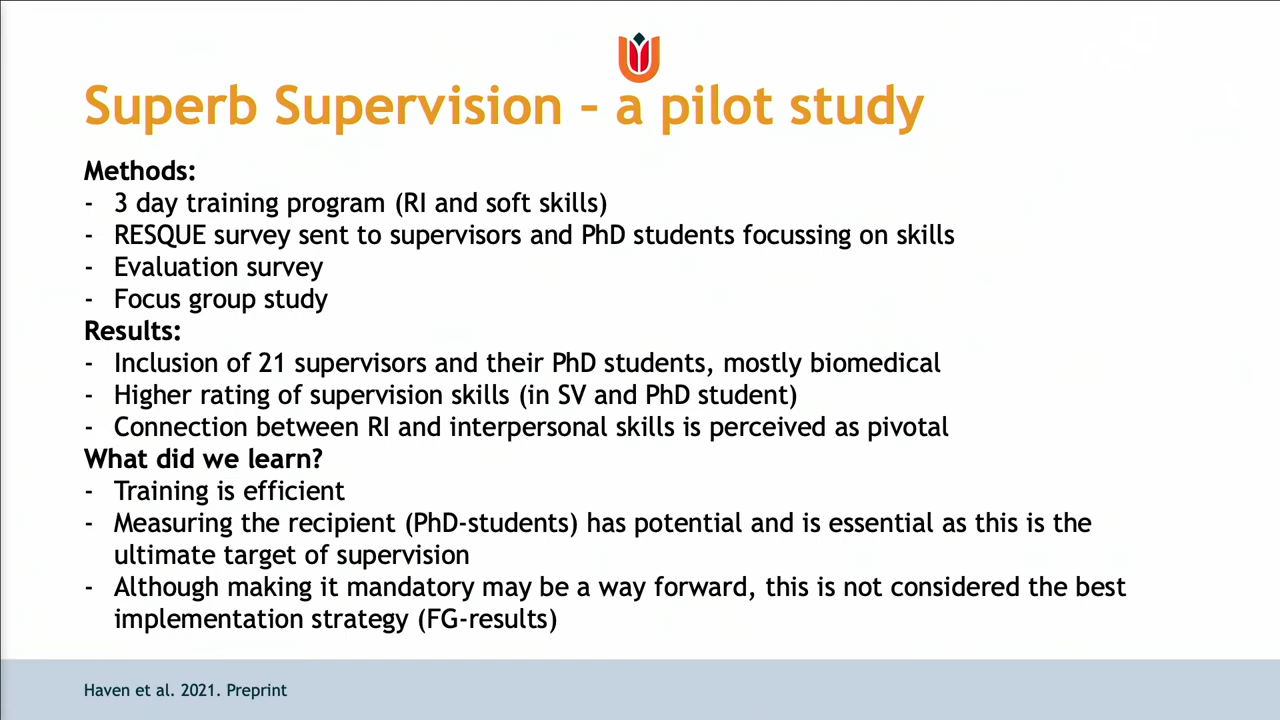 Superb Supervision – a pilot study
Methods:
- 3 day training program (RI and soft skills)
- RESQUE survey sent to supervisors and PhD students focussing on skills
- Evaluation survey
- Focus group study
Results:
- Inclusion of 21 supervisors and their PhD students, mostly biomedical
- Higher rating of supervision skills (in SV and PhD student)
- Connection between RI and interpersonal skills is perceived as pivotal
What did we learn?
- Training is efficient
- Measuring the recipient (PhD-students) has potential and is essential as this is the
ultimate target of supervision
- Although making it mandatory may be a way forward, this is not considered the best
implementation strategy (FG-results)
Haven et al. 2021. Preprint